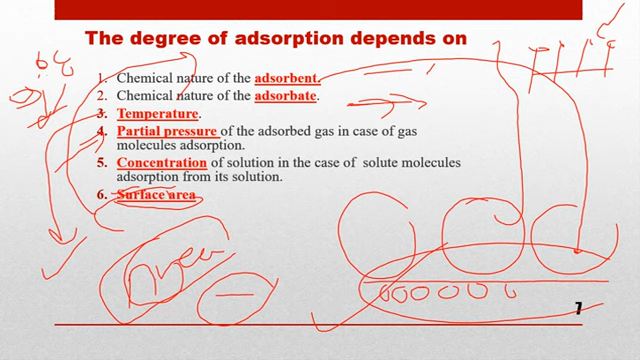 The degree of adsorption depends on
1. Chemical nature of the adsorbent.
2. Chemical nature of the adsorbate.
3. Temperature.
4. Partial pressure of the adsorbed gas in case of gas
molecules adsorption.
5. Concentration of solution in the case of solute molecules
adsorption from its solution.
6. Surface area
Area
7